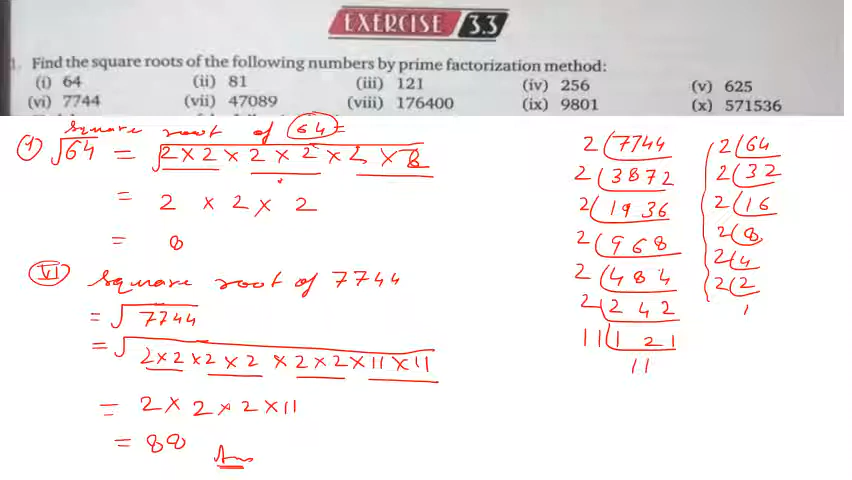 EXERCISE 3.3
1. Find the square roots of the following numbers by prime factorization method:
(i) 64 (ii) 81 (iii) 121 (iv) 256 (v) 625
(vi) 7744 (vii) 47089 (viii) 176400 (ix) 9801 (x) 571536
square root of 64 =
√64 = √2 × 2 × 2 × 2 × 2 × 2
= 2 × 2 × 2
= 8
VI square root of 7744
= √7744
= √2×2×2×2×2×2×11×11
= 2 × 2 × 2 × 11
= 88 Ans
2 7744
2 3872
2 1936
2 968
2 484
2 242
11 121
11
2 64
2 32
2 16
2 8
2 4
2 2
1